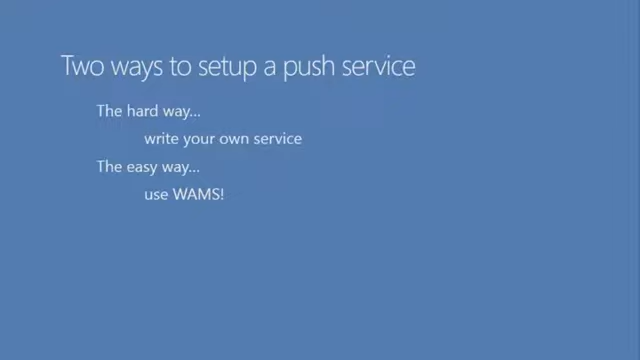 Two ways to setup a push service
The hard way...
write your own service
The easy way...
use WAMS!